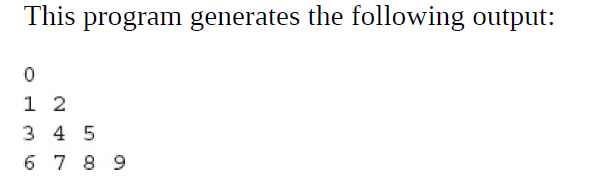 This program generates the following output:
0
1 2
3 4 5
6 7 8 9